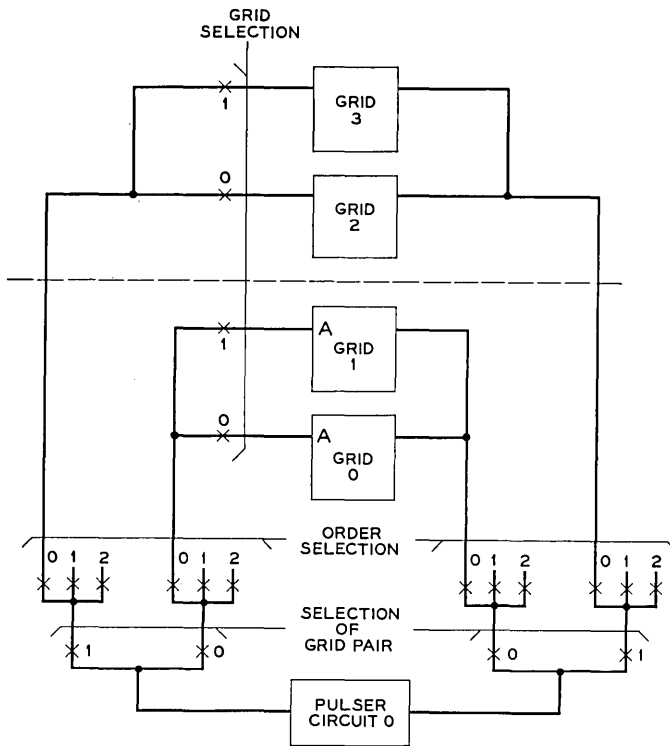 GRID
SELECTION
1
GRID
3
0
GRID
2
1
A
GRID
1
0
A
GRID
0
ORDER
SELECTION
0 1 2
0 1 2
0 1 2
0 1 2
SELECTION
OF
GRID PAIR
1
0
0
1
PULSER
CIRCUIT 0